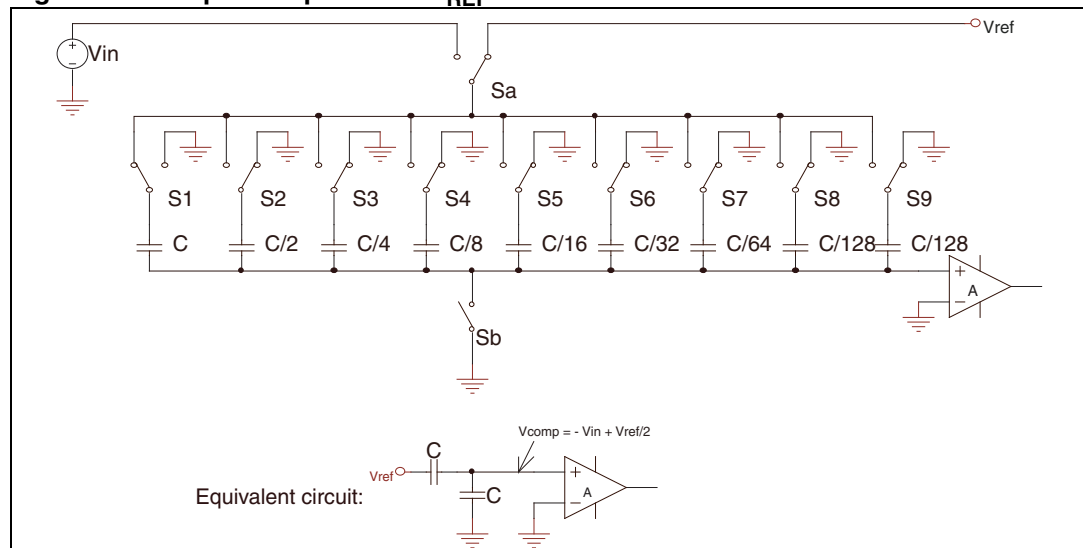 REF
Vin
Vref
Sa
S1 S2 S3 S4 S5 S6 S7 S8 S9
C C/2 C/4 C/8 C/16 C/32 C/64 C/128 C/128
A
Sb
Vcomp = - Vin + Vref/2
C
Vref
A
C
Equivalent circuit: